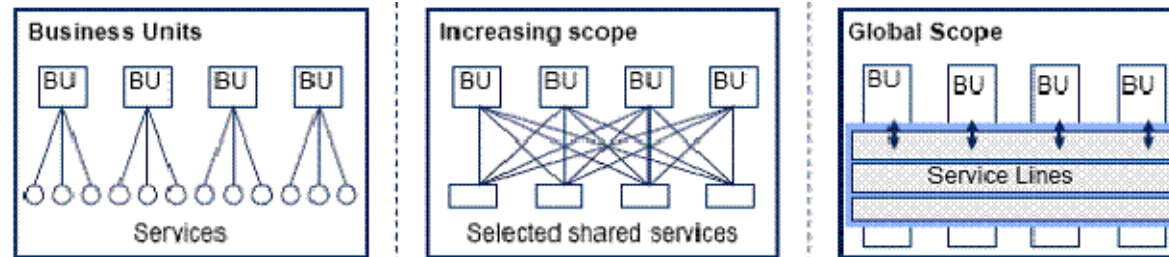 Business Units
BU BU BU BU
Services
Increasing scope
BU BU BU BU
Selected shared services
Global Scope
BU BU BU BU
Service Lines